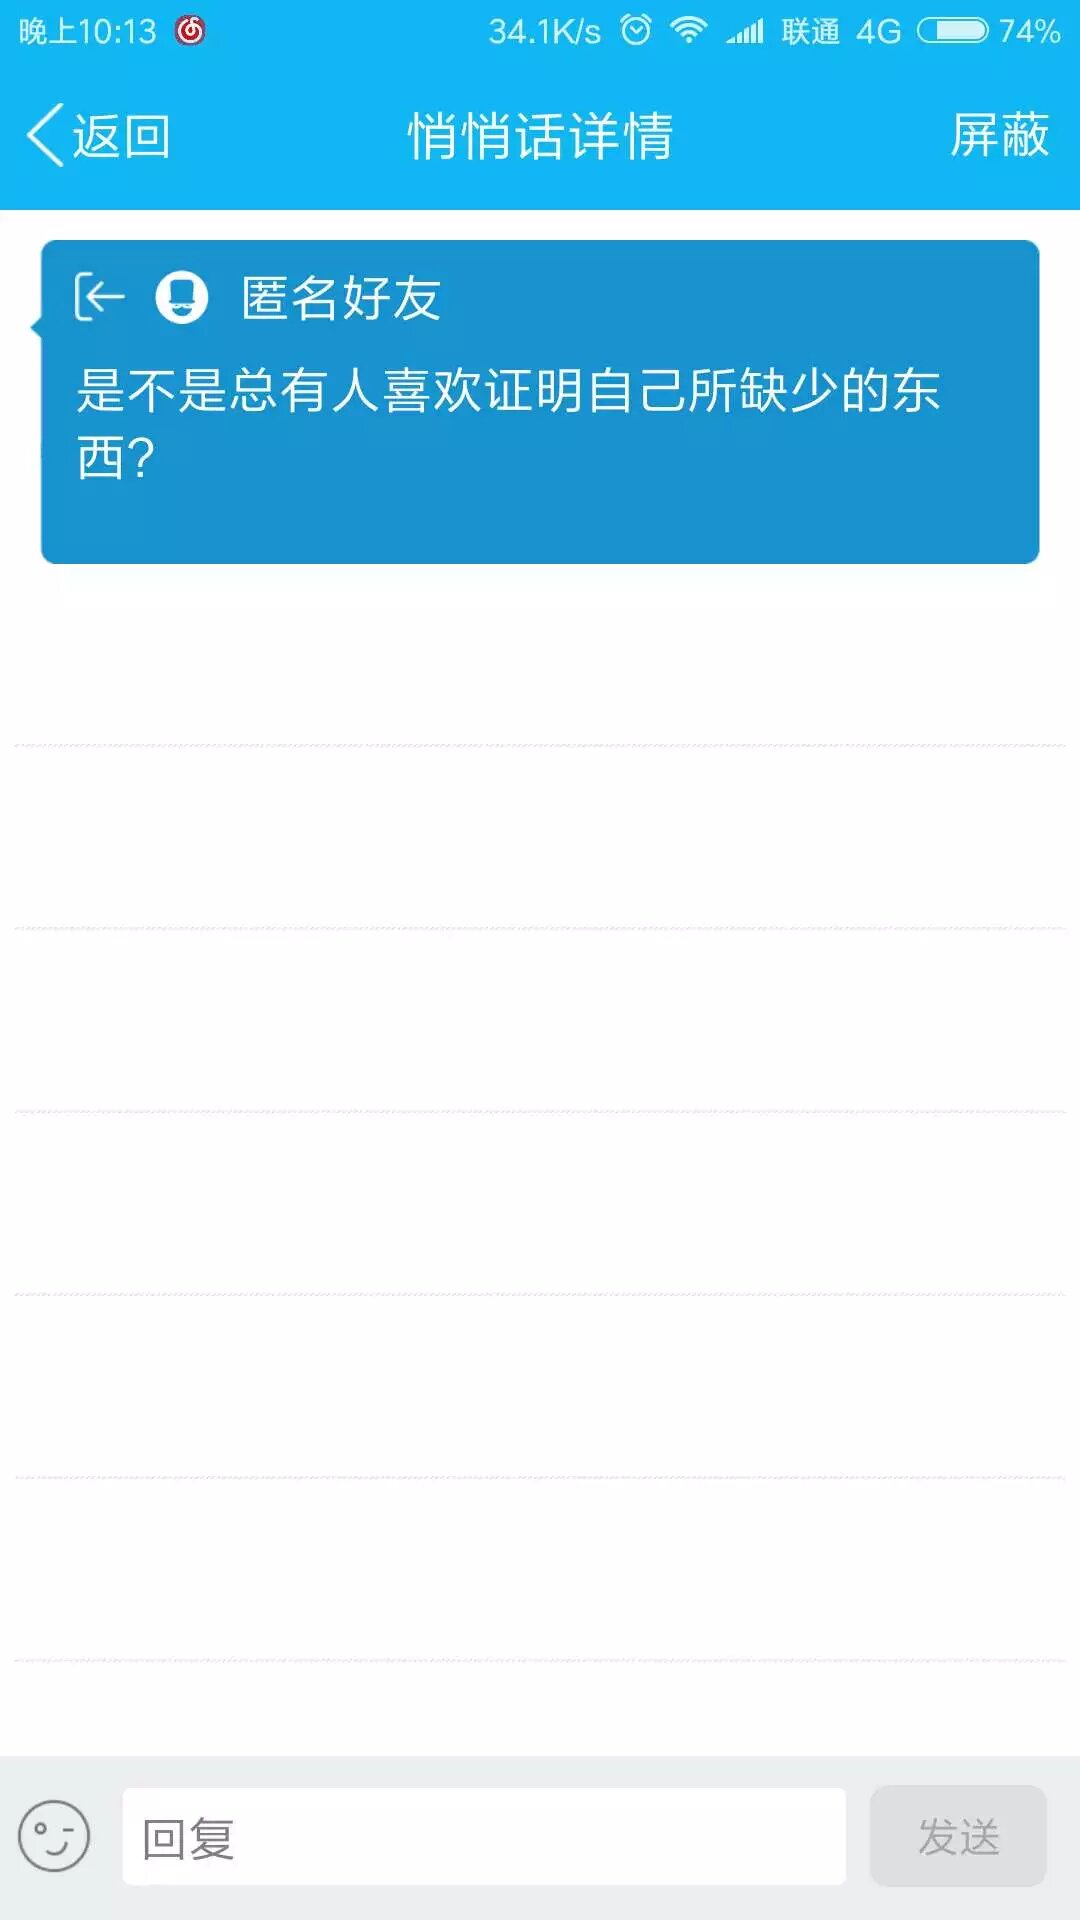 晚上10:13 34.1K/s 联通 4G 74%
返回 悄悄话详情 屏蔽
匿名好友
是不是总有人喜欢证明自己所缺少的东
西?
回复 发送